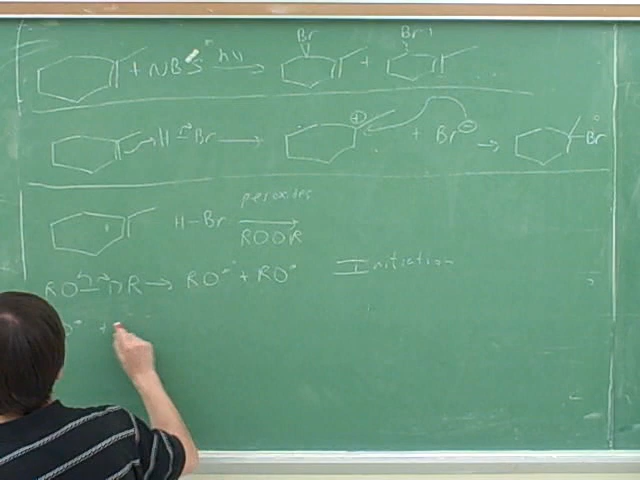 Br Br
+ NBS hν → +
H-Br → ⊕ + Br⊖ → Br
peroxides
H-Br
ROOR
RO-OR → RO• + RO• Initiation
O• +